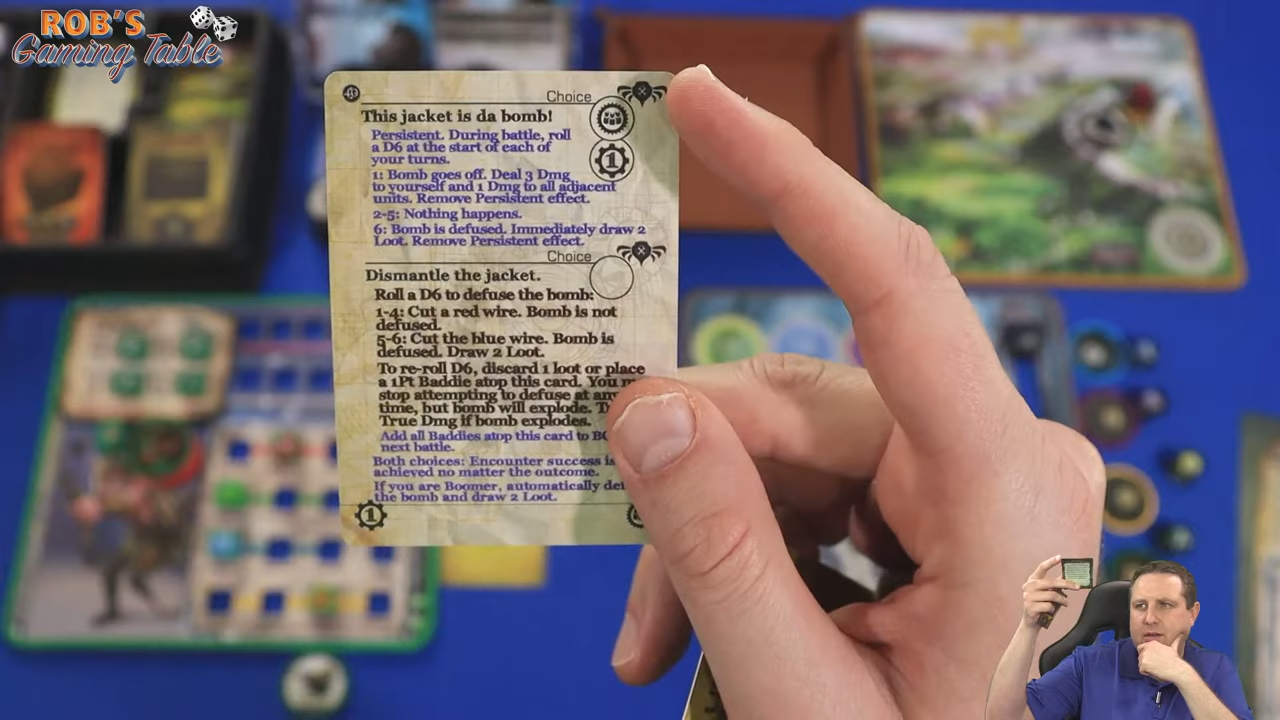 ROB'S
Gaming Table
Choice
This jacket is da bomb!
Persistent. During battle, roll
a D6 at the start of each of
your turns.
1
1: Bomb goes off. Deal 3 Dmg
to yourself and 1 Dmg to all adjacent
units. Remove Persistent effect.
2-5: Nothing happens.
6: Bomb is defused. Immediately draw 2
Loot. Remove Persistent effect.
Choice
Dismantle the jacket.
Roll a D6 to defuse the bomb:
1-4: Cut a red wire. Bomb is not
defused.
5-6: Cut the blue wire. Bomb is
defused. Draw 2 Loot.
To re-roll D6, discard 1 loot or place
a 1Pt Baddie atop this card. You
stop attempting to defuse at
time, but bomb will explode.
True Dmg if bomb explodes.
Add all Baddies atop this card to
next battle.
Both choices: Encounter success is
achieved no matter the outcome.
If you are Boomer, automatically
the bomb and draw 2 Loot.
1